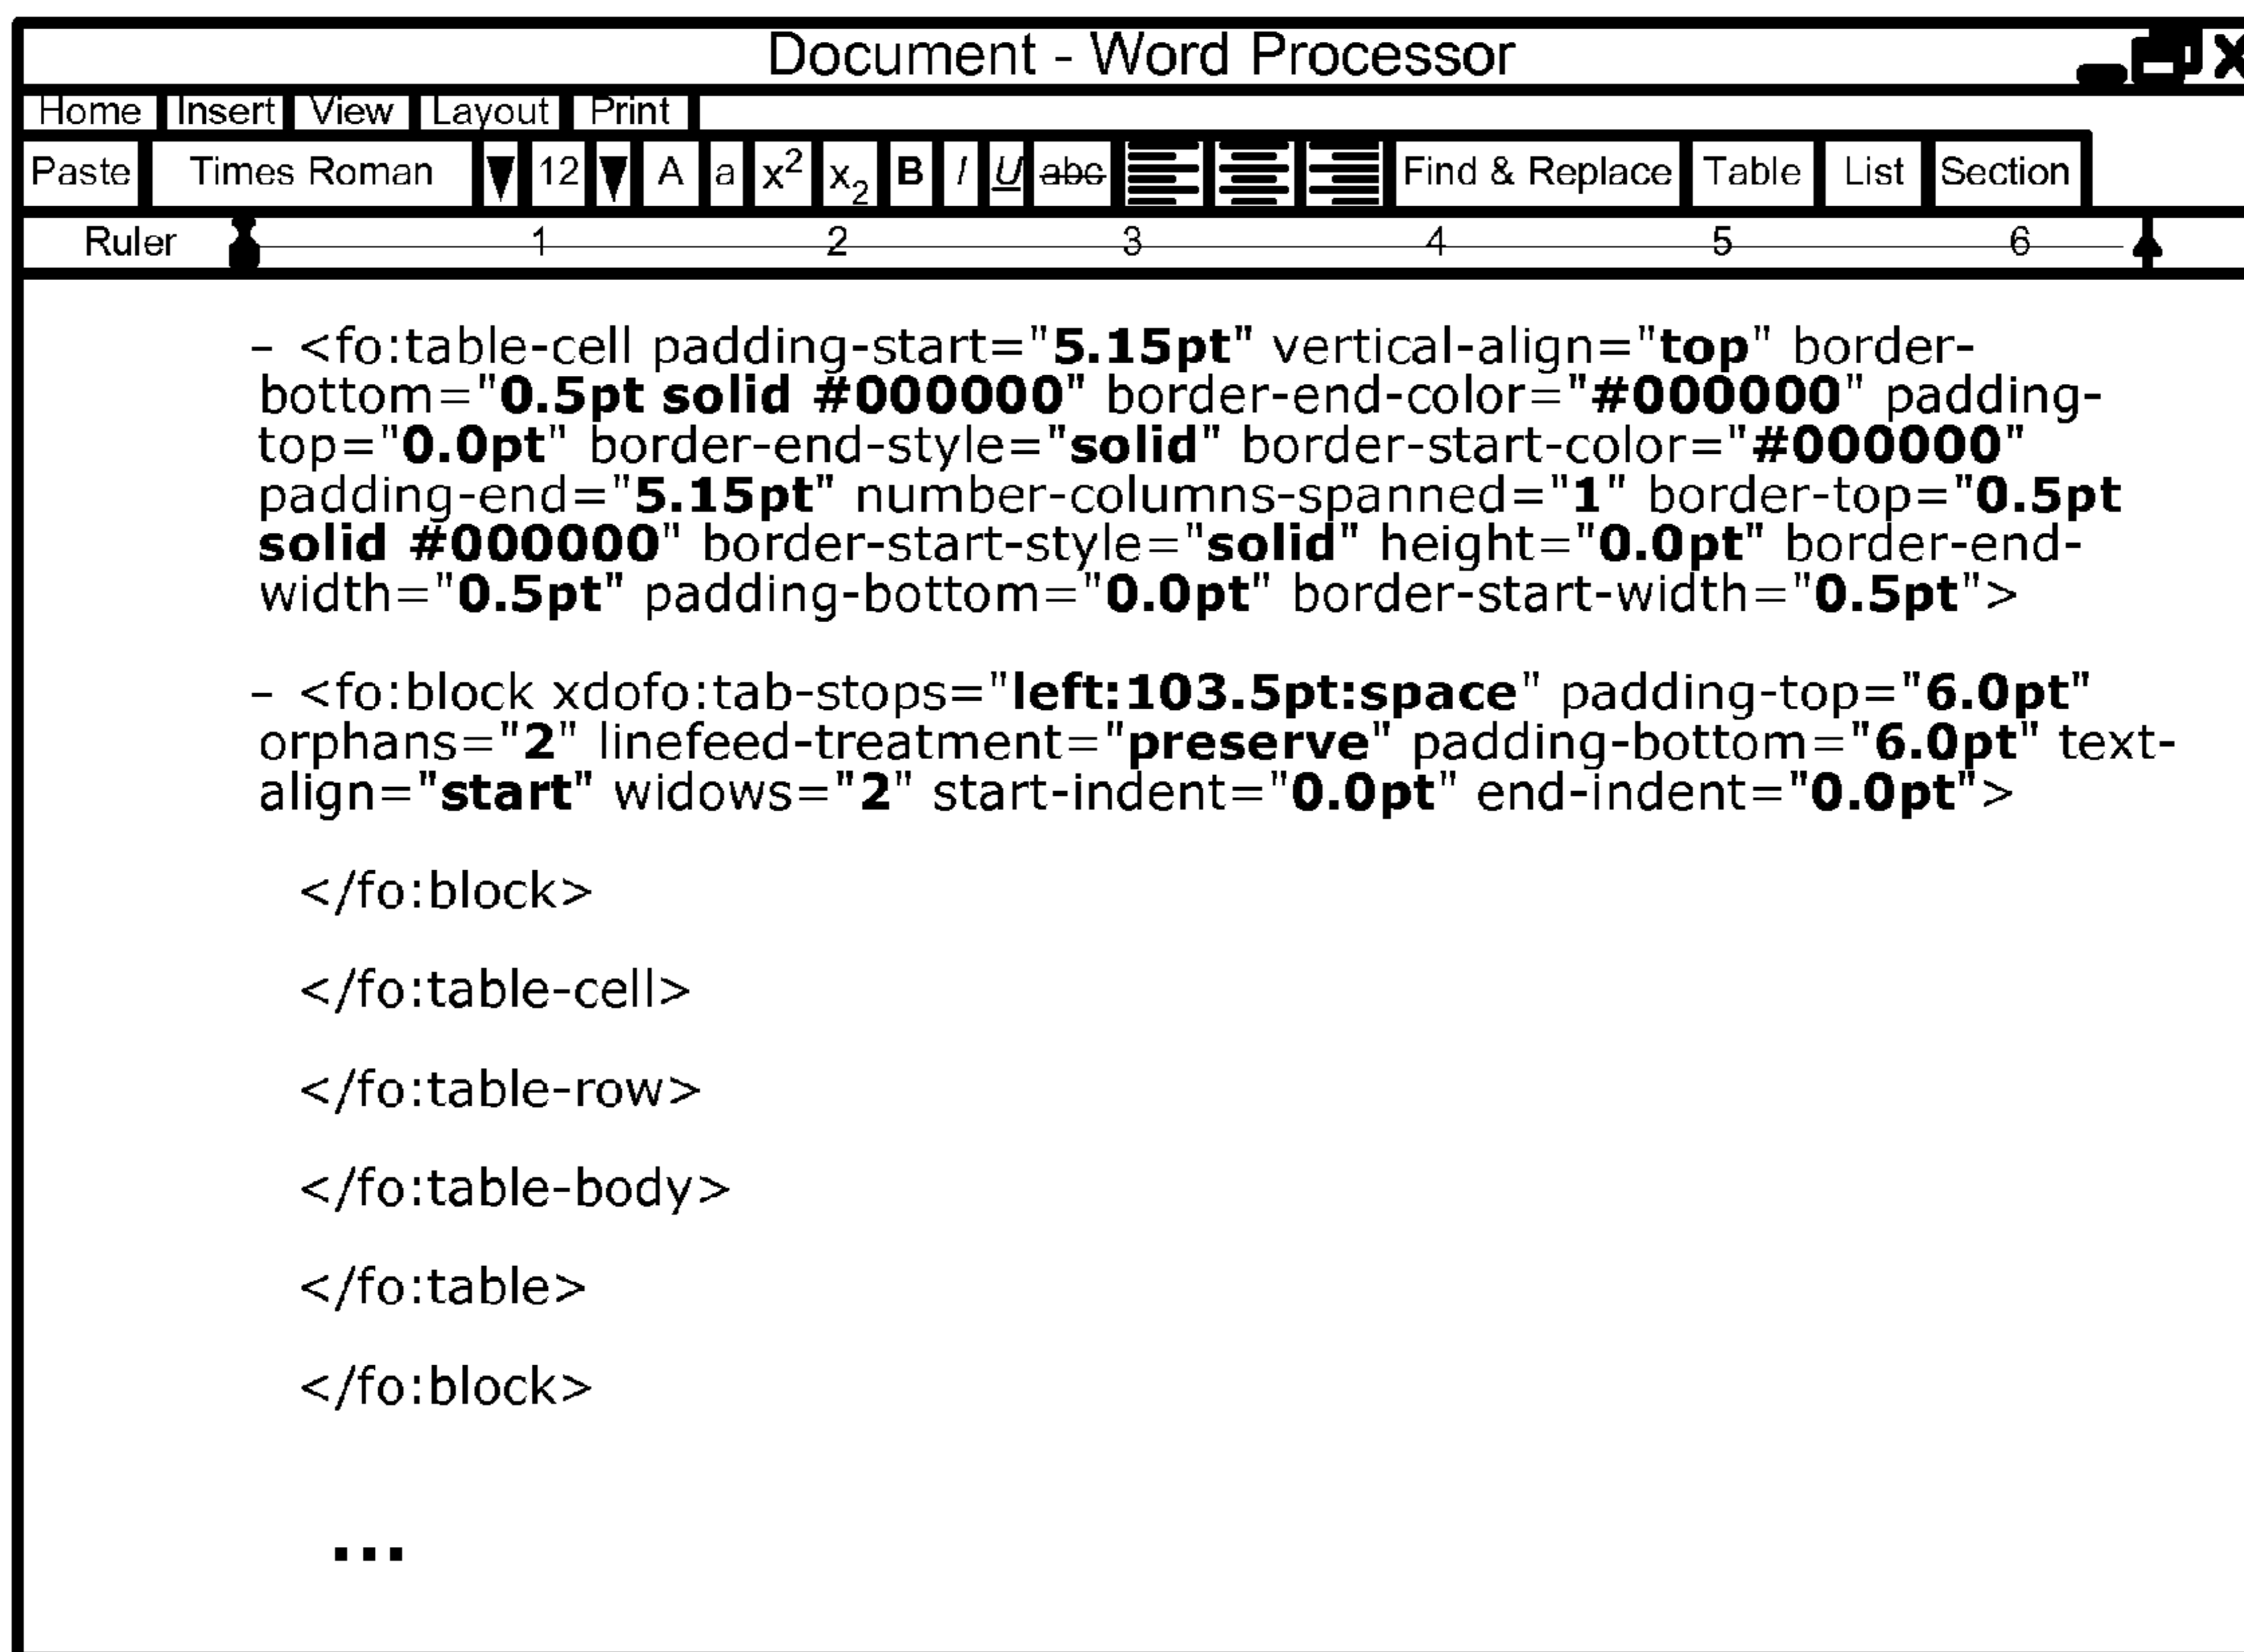 Document - Word Processor
Home Insert View Layout Print
Paste Times Roman 12 A a x² x₂ B I U abc Find & Replace Table List Section
Ruler 1 2 3 4 5 6
– <fo:table-cell padding-start="5.15pt" vertical-align="top" border-
bottom="0.5pt solid #000000" border-end-color="#000000" padding-
top="0.0pt" border-end-style="solid" border-start-color="#000000"
padding-end="5.15pt" number-columns-spanned="1" border-top="0.5pt
solid #000000" border-start-style="solid" height="0.0pt" border-end-
width="0.5pt" padding-bottom="0.0pt" border-start-width="0.5pt">
– <fo:block xdofo:tab-stops="left:103.5pt:space" padding-top="6.0pt"
orphans="2" linefeed-treatment="preserve" padding-bottom="6.0pt" text-
align="start" widows="2" start-indent="0.0pt" end-indent="0.0pt">
</fo:block>
</fo:table-cell>
</fo:table-row>
</fo:table-body>
</fo:table>
</fo:block>
...